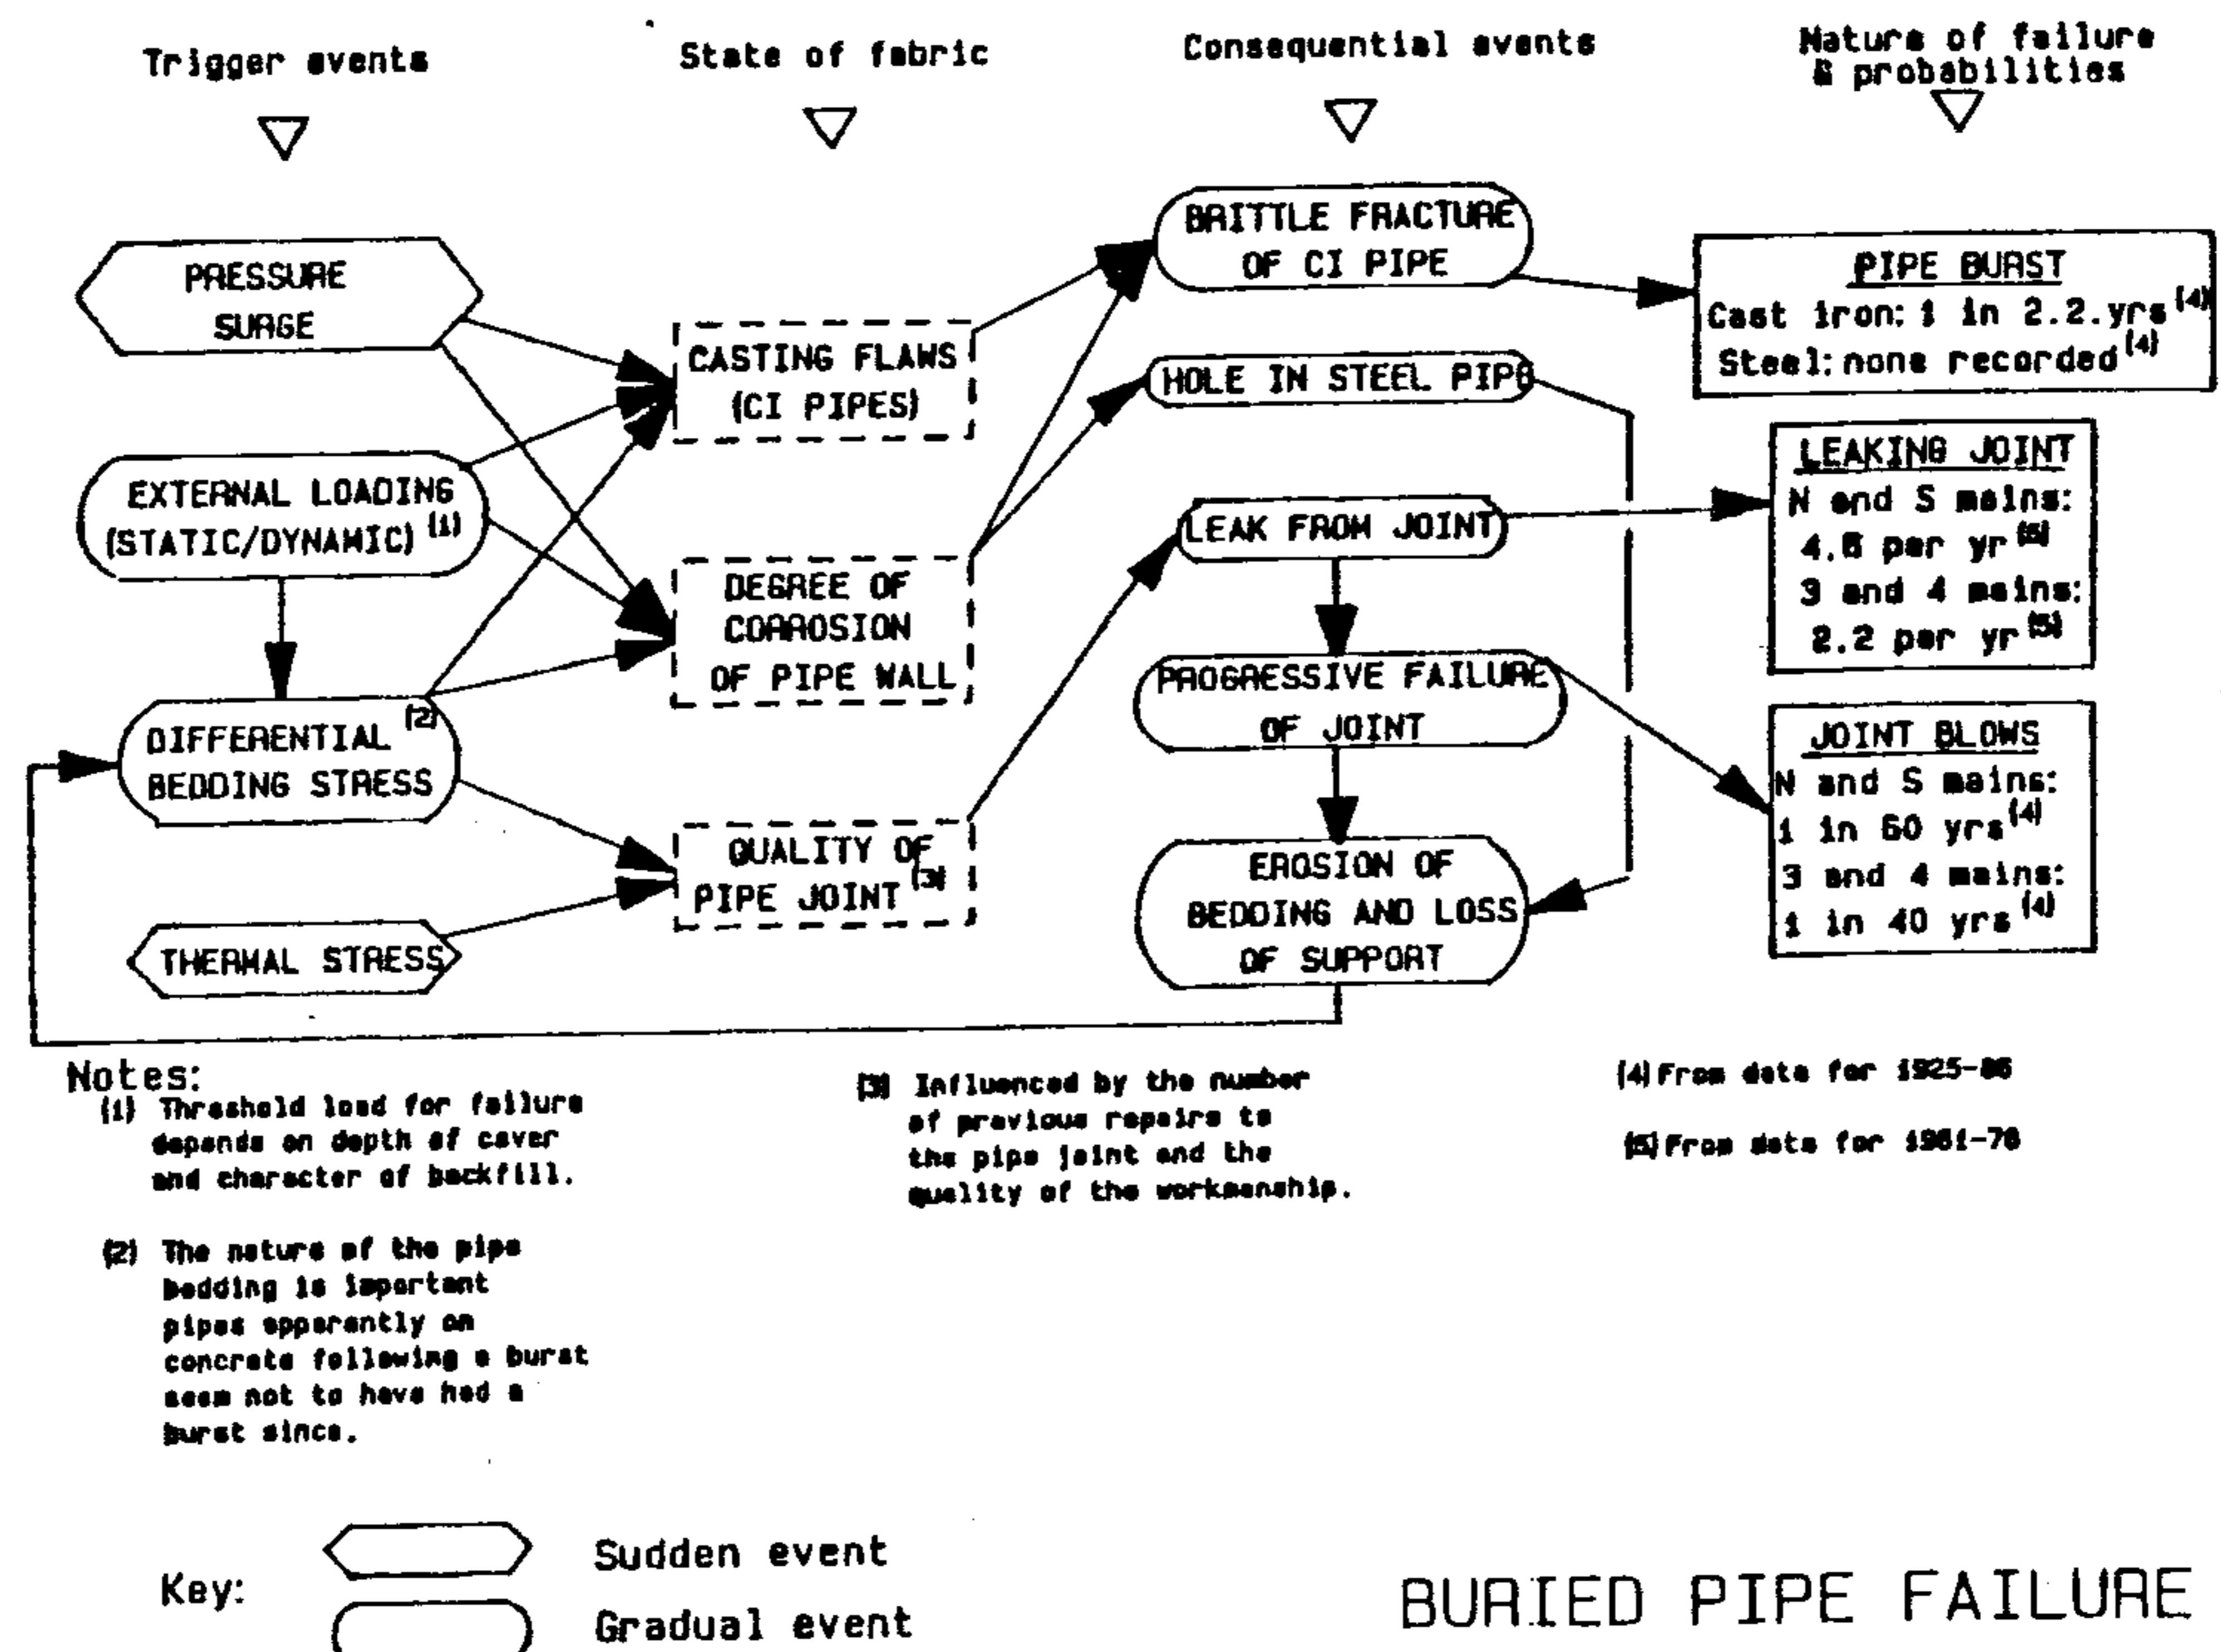 Trigger events
State of fabric
Consequential events
Nature of failure
& probabilities
PRESSURE
SURGE
EXTERNAL LOADING
(STATIC/DYNAMIC) (1)
DIFFERENTIAL (2)
BEDDING STRESS
THERMAL STRESS
CASTING FLAWS
(CI PIPES)
DEGREE OF
CORROSION
OF PIPE WALL
QUALITY OF
PIPE JOINT (3)
BRITTLE FRACTURE
OF CI PIPE
HOLE IN STEEL PIPE
LEAK FROM JOINT
PROGRESSIVE FAILURE
OF JOINT
EROSION OF
BEDDING AND LOSS
OF SUPPORT
PIPE BURST
Cast iron: 1 in 2.2.yrs (4)
Steel: none recorded (4)
LEAKING JOINT
N and S mains:
per yr (5)
3 and 4 mains:
2.2 per yr (5)
JOINT BLOWS
N and S mains:
1 in 60 yrs (4)
3 and 4 mains:
1 in 40 yrs (4)
Notes:
(1) Threshold load for failure
depends on depth of cover
and character of backfill.
(2) The nature of the pipe
bedding is important
pipes apparently on
concrete following a burst
seem not to have had a
burst since.
(3) Influenced by the number
of previous repairs to
the pipe joint and the
quality of the workmanship.
(4) From data for
(5) From data for
Key:
Sudden event
Gradual event
BURIED PIPE FAILURE